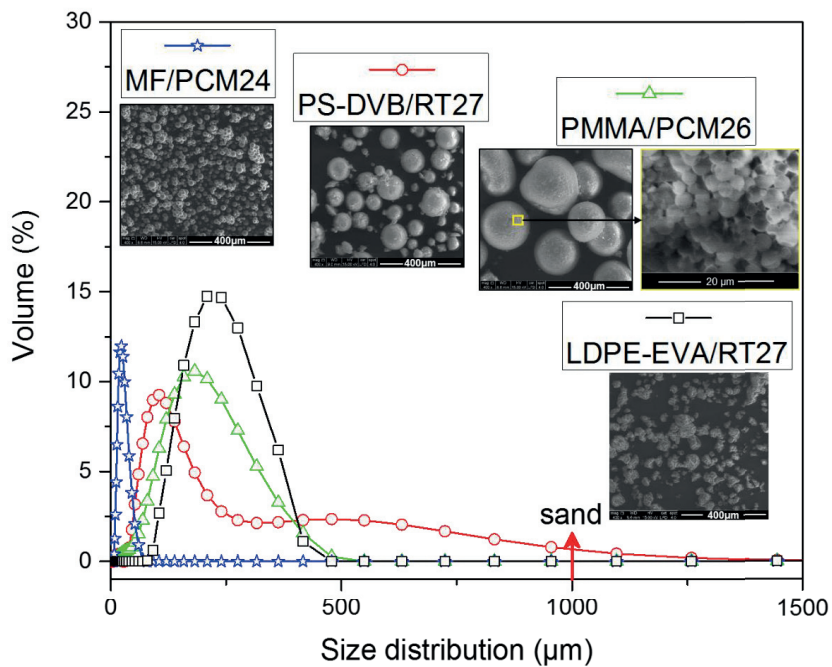 30
25
20
15
10
5
0
Volume (%)
MF/PCM24
400µm
PS-DVB/RT27
400µm
PMMA/PCM26
400µm
20 µm
LDPE-EVA/RT27
400µm
sand
0
500
1000
1500
Size distribution (µm)